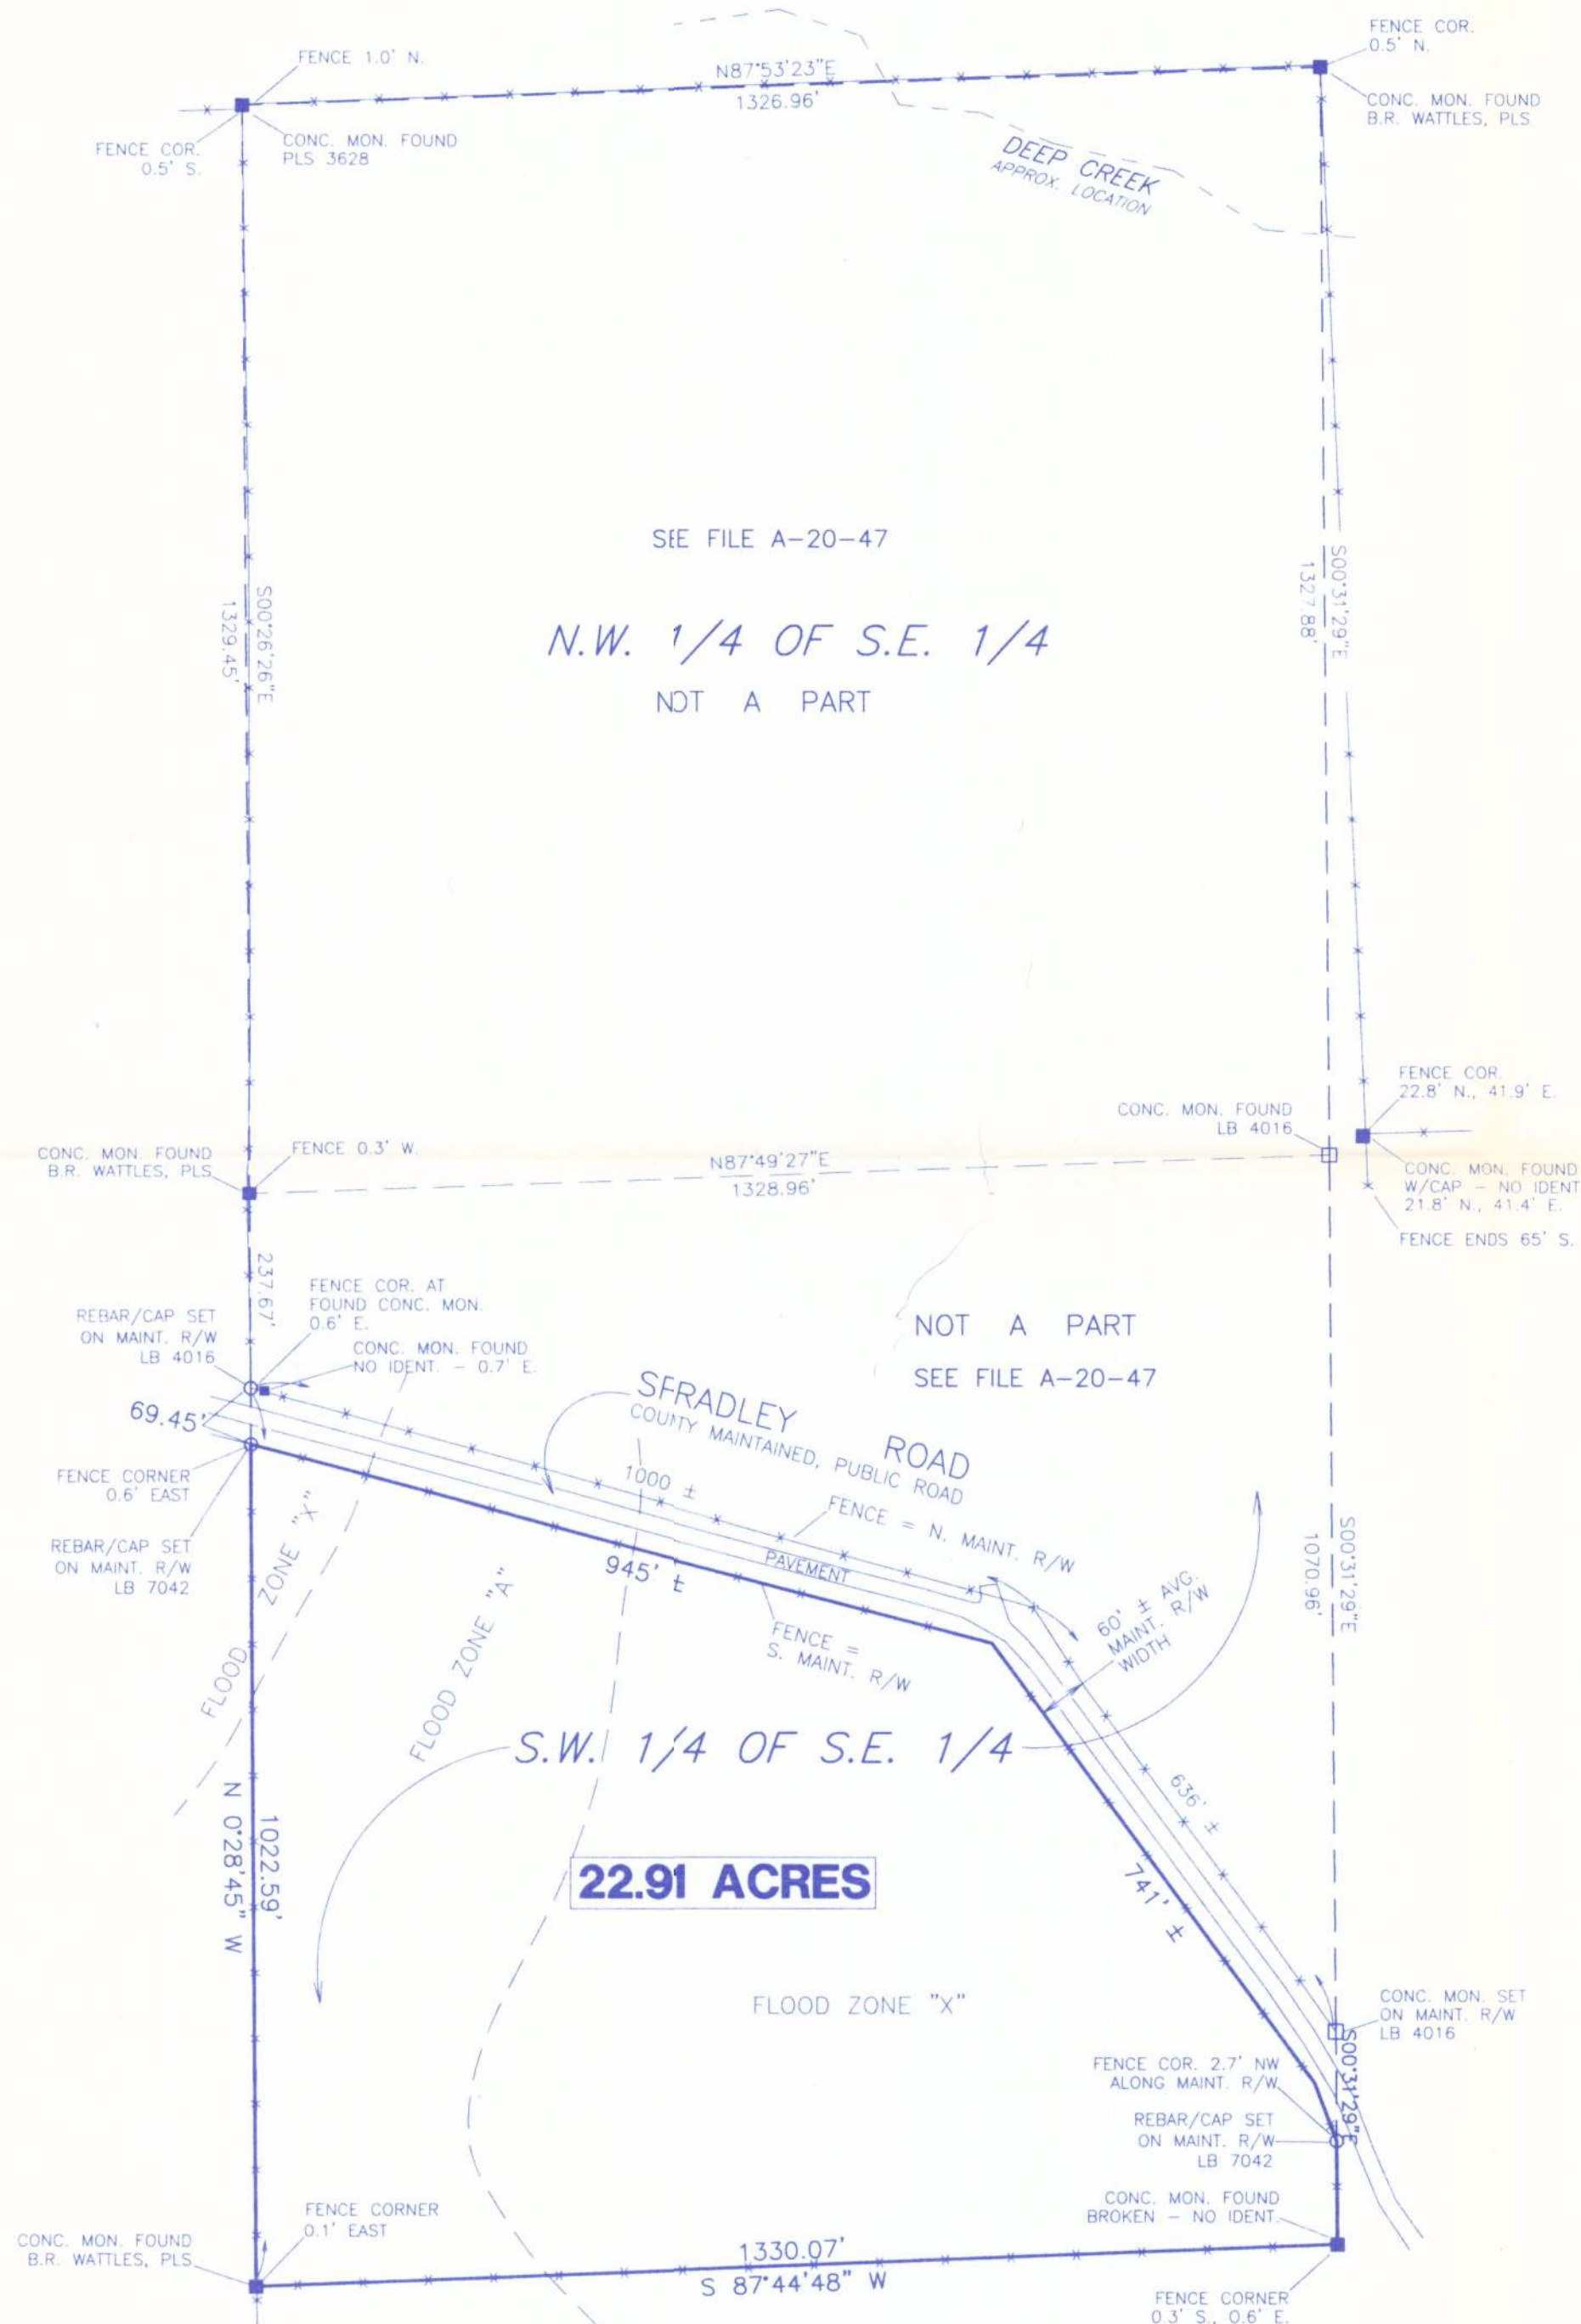 FENCE COR.
0.5' N.
FENCE 1.0' N.
N87°53'23"E
1326.96'
CONC. MON. FOUND
B.R. WATTLES, PLS
FENCE COR.
0.5' S.
CONC. MON. FOUND
PLS 3628
DEEP CREEK
APPROX. LOCATION
SEE FILE A-20-47
N.W. 1/4 OF S.E. 1/4
NOT A PART
S00°26'26"E
1329.45'
S00°31'29"E
1327.88'
FENCE COR.
22.8' N., 41.9' E.
CONC. MON. FOUND
LB 4016
CONC. MON. FOUND
B.R. WATTLES, PLS
FENCE 0.3' W.
N87°49'27"E
1328.96'
CONC. MON. FOUND
W/CAP - NO IDENT
21.8' N., 41.4' E.
FENCE ENDS 65' S.
237.67'
FENCE COR. AT
FOUND CONC. MON.
0.6' E.
REBAR/CAP SET
ON MAINT. R/W
LB 4016
CONC. MON. FOUND
NO IDENT. - 0.7' E.
NOT A PART
SEE FILE A-20-47
69.45'
SFRADLEY ROAD
COUNTY MAINTAINED, PUBLIC ROAD
1000 ±
FENCE = N. MAINT. R/W
FENCE CORNER
0.6' EAST
REBAR/CAP SET
ON MAINT. R/W
LB 7042
PAVEMENT
945' ±
FENCE =
S. MAINT. R/W
60' ± AVG.
MAINT. R/W
WIDTH
S00°31'29"E
1070.96'
FLOOD ZONE "X"
FLOOD ZONE "A"
S.W. 1/4 OF S.E. 1/4
636' ±
741' ±
1022.59'
N 0°28'45" W
22.91 ACRES
FLOOD ZONE "X"
CONC. MON. SET
ON MAINT. R/W
LB 4016
S00°31'29"E
FENCE COR. 2.7' NW
ALONG MAINT. R/W
REBAR/CAP SET
ON MAINT. R/W
LB 7042
CONC. MON. FOUND
BROKEN - NO IDENT.
FENCE CORNER
0.1' EAST
CONC. MON. FOUND
B.R. WATTLES, PLS
1330.07'
S 87°44'48" W
FENCE CORNER
0.3' S., 0.6' E.